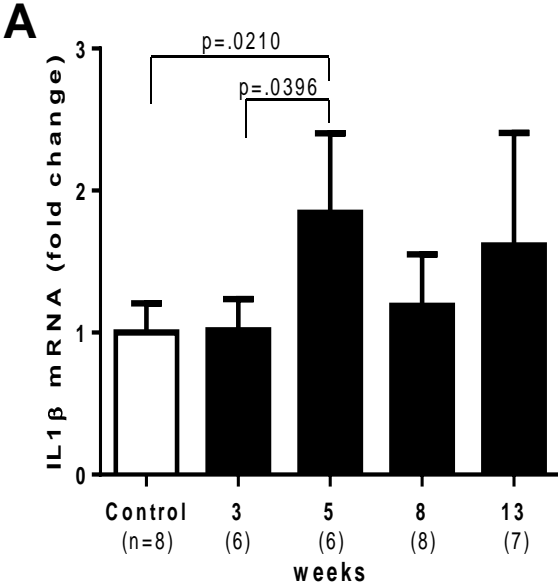 A
IL1β mRNA (fold change)
3
2
1
0
p=.0210
p=.0396
Control 3 5 8 13
(n=8) (6) (6) (8) (7)
weeks